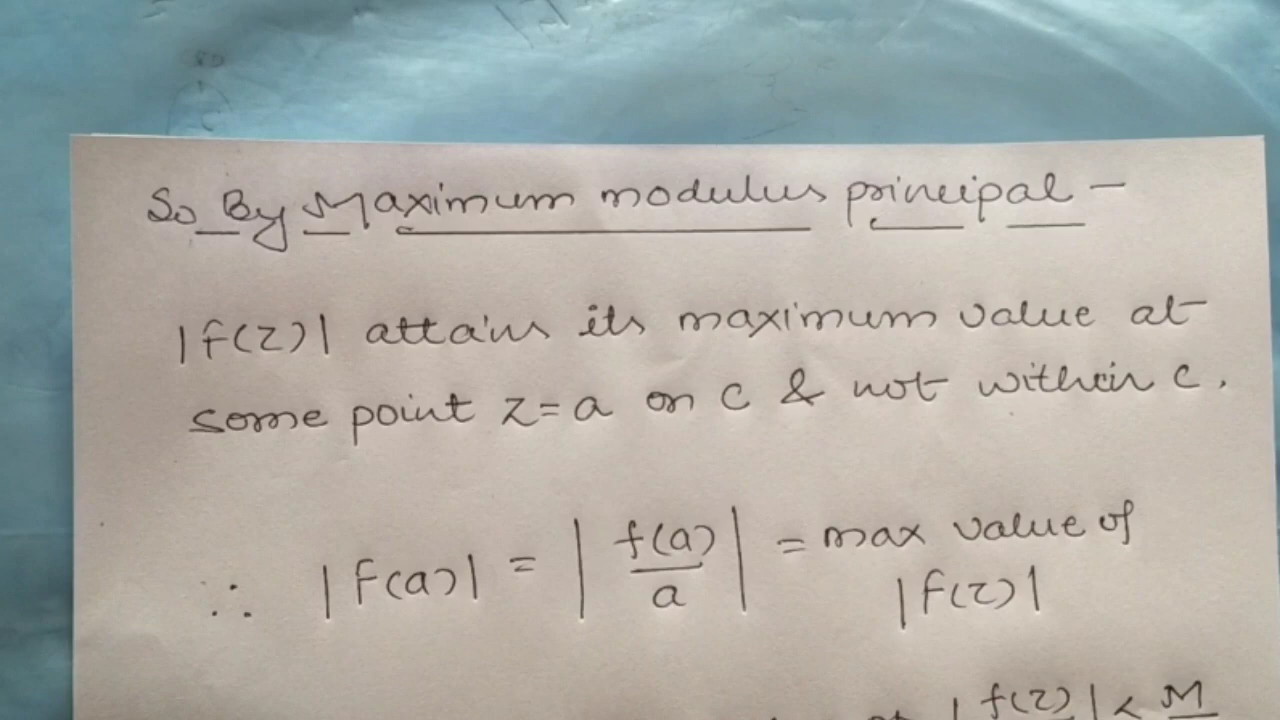 So By Maximum modulus principal -
|F(z)| attains its maximum value at
some point z=a on c & not within c.
∴ |F(a)| = |f(a)/a| = max value of
|F(z)|
|f(z)| < M